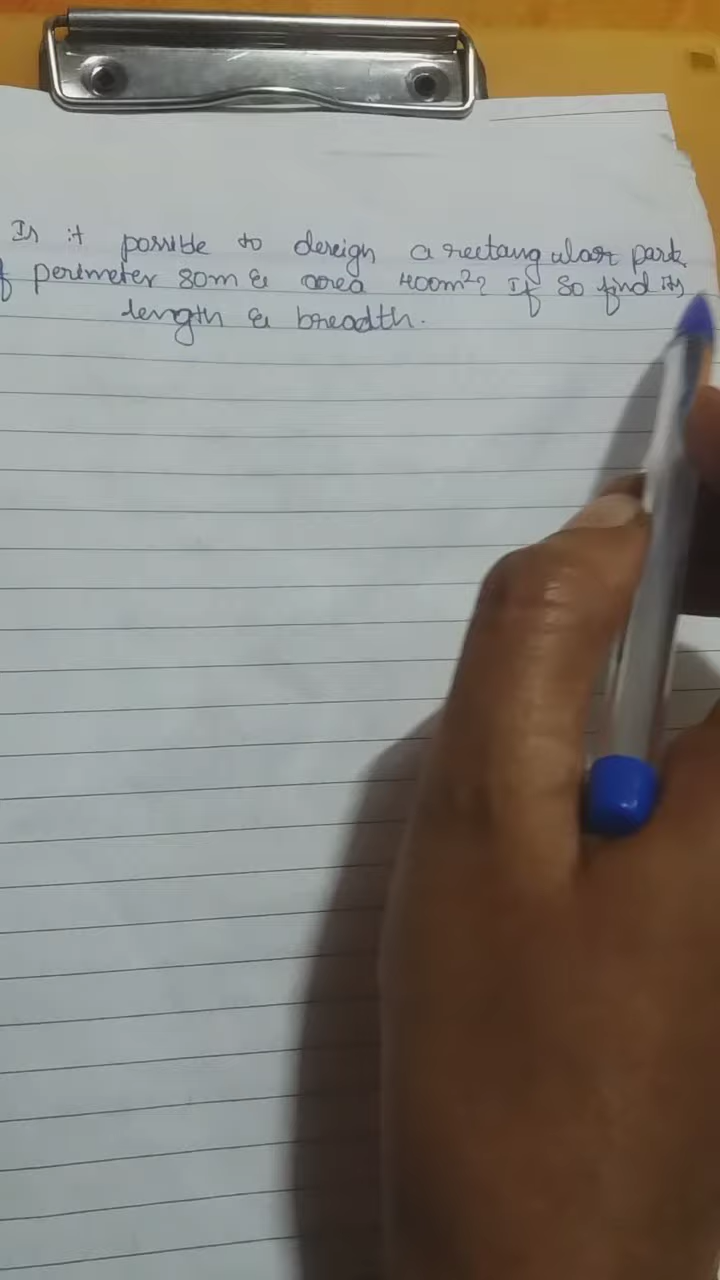 Is it possible to design a rectangular park
of perimeter 80m & area 400m²? If so find its
length & breadth.